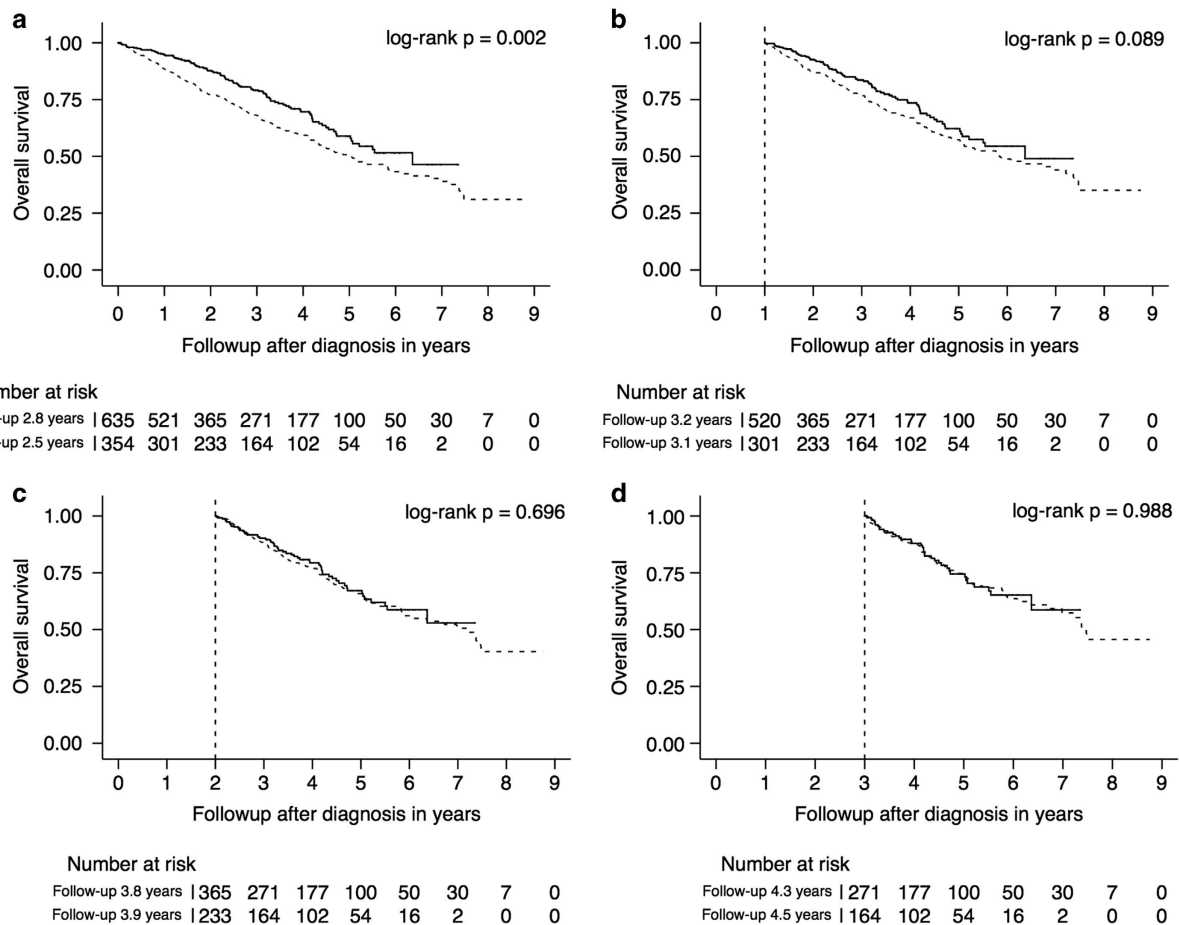 a
log-rank p = 0.002
1.00
0.75
0.50
0.25
0.00
Overall survival
0 1 2 3 4 5 6 7 8 9
Followup after diagnosis in years
mber at risk
-up 2.8 years | 635 521 365 271 177 100 50 30 7 0
-up 2.5 years | 354 301 233 164 102 54 16 2 0 0
b
log-rank p = 0.089
1.00
0.75
0.50
0.25
0.00
Overall survival
0 1 2 3 4 5 6 7 8 9
Followup after diagnosis in years
Number at risk
Follow-up 3.2 years | 520 365 271 177 100 50 30 7 0
Follow-up 3.1 years | 301 233 164 102 54 16 2 0 0
c
log-rank p = 0.696
1.00
0.75
0.50
0.25
0.00
Overall survival
0 1 2 3 4 5 6 7 8 9
Followup after diagnosis in years
Number at risk
Follow-up 3.8 years | 365 271 177 100 50 30 7 0
Follow-up 3.9 years | 233 164 102 54 16 2 0 0
d
log-rank p = 0.988
1.00
0.75
0.50
0.25
0.00
Overall survival
0 1 2 3 4 5 6 7 8 9
Followup after diagnosis in years
Number at risk
Follow-up 4.3 years | 271 177 100 50 30 7 0
Follow-up 4.5 years | 164 102 54 16 2 0 0